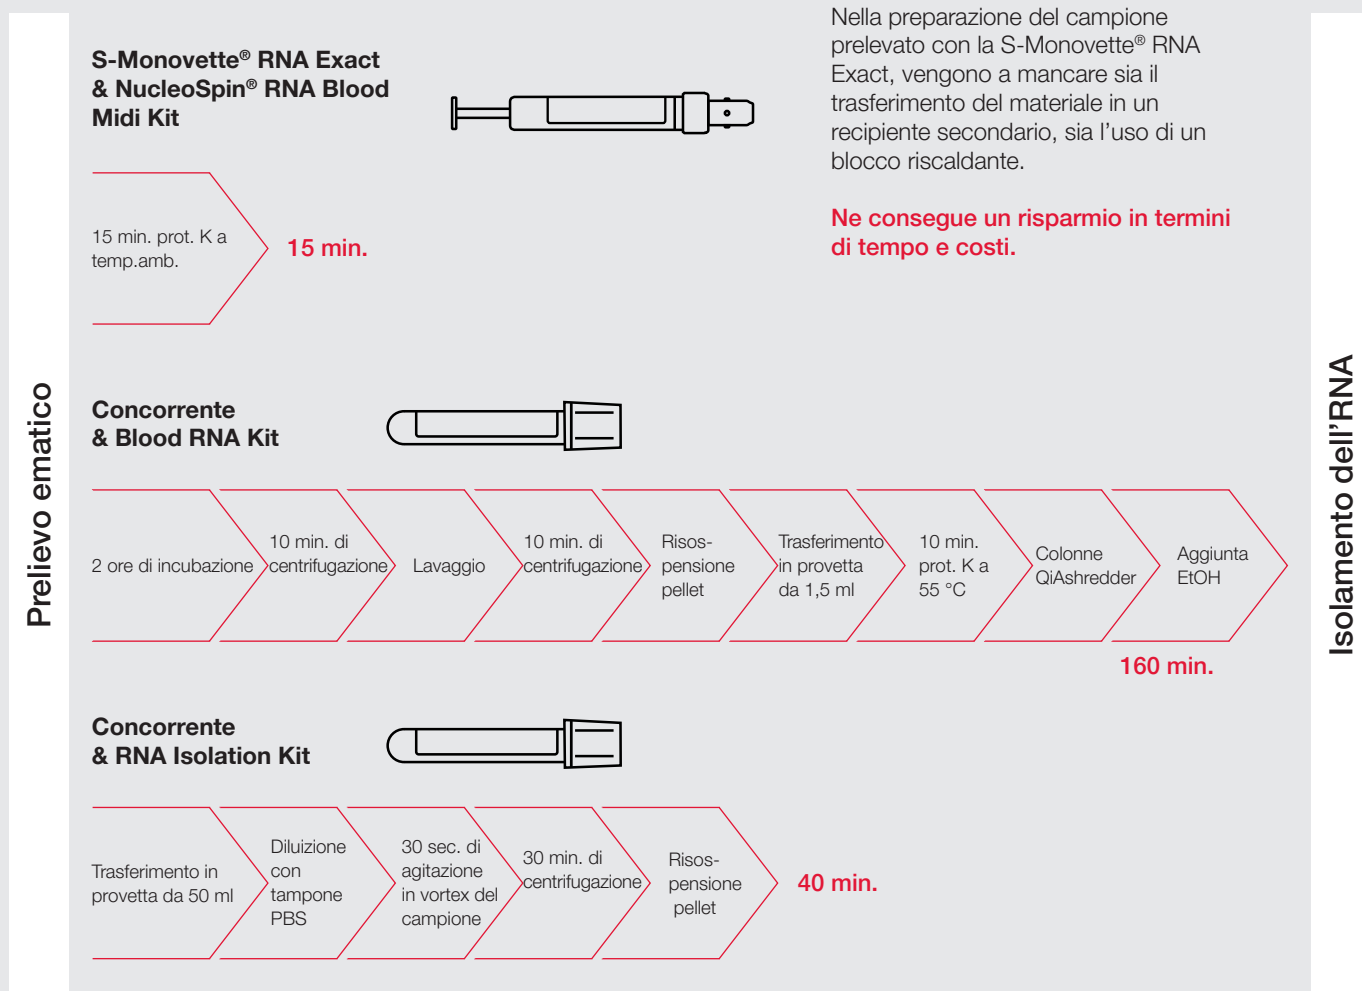 Prelievo ematico
S-Monovette® RNA Exact
& NucleoSpin® RNA Blood
Midi Kit
15 min. prot. K a
temp.amb.
15 min.
Nella preparazione del campione
prelevato con la S-Monovette® RNA
Exact, vengono a mancare sia il
trasferimento del materiale in un
recipiente secondario, sia l’uso di un
blocco riscaldante.
Ne consegue un risparmio in termini
di tempo e costi.
Concorrente
& Blood RNA Kit
2 ore di incubazione
10 min. di
centrifugazione
Lavaggio
10 min. di
centrifugazione
Risos-
pensione
pellet
Trasferimento
in provetta
da 1,5 ml
10 min.
prot. K a
55 °C
Colonne
QiAshredder
Aggiunta
EtOH
160 min.
Concorrente
& RNA Isolation Kit
Trasferimento in
provetta da 50 ml
Diluizione
con
tampone
PBS
30 sec. di
agitazione
in vortex del
campione
30 min. di
centrifugazione
Risos-
pensione
pellet
40 min.
Isolamento dell’RNA